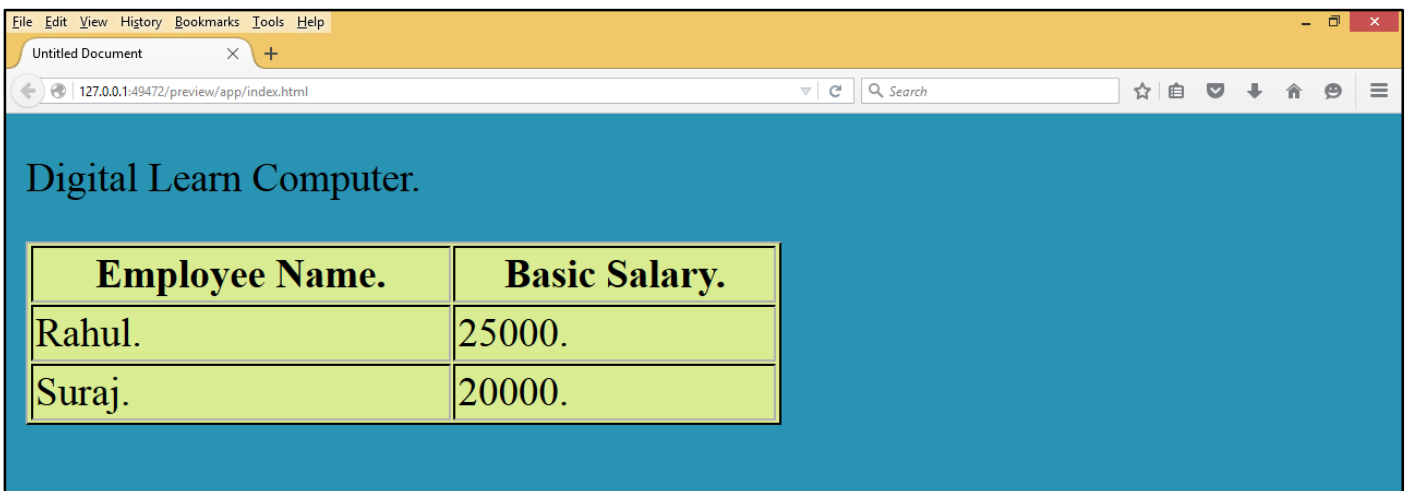 File Edit View History Bookmarks Tools Help
Untitled Document
127.0.0.1:49472/preview/app/index.html
Search
Digital Learn Computer.
Employee Name. Basic Salary.
Rahul. 25000.
Suraj. 20000.